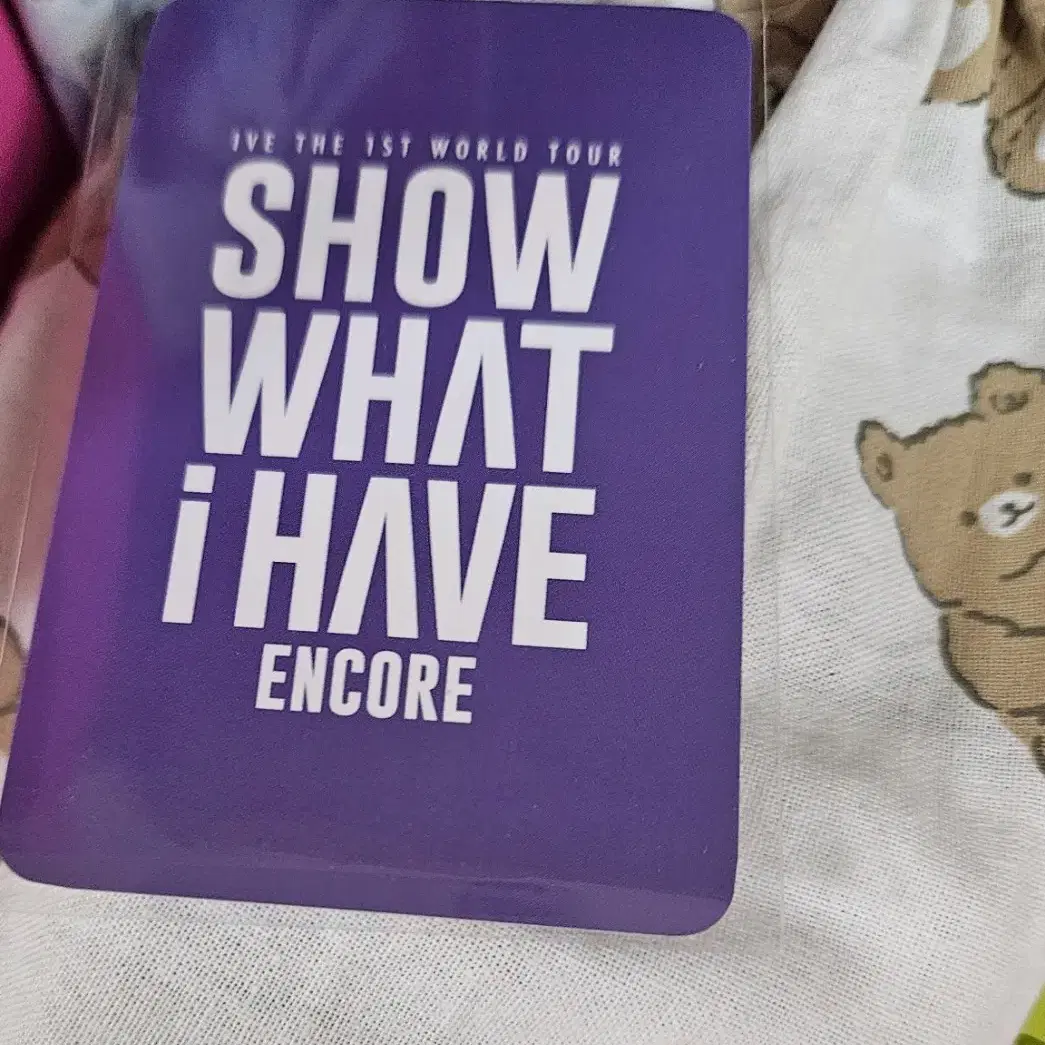 IVE THE 1ST WORLD TOUR
SHOW
WHAT
i HAVE
ENCORE